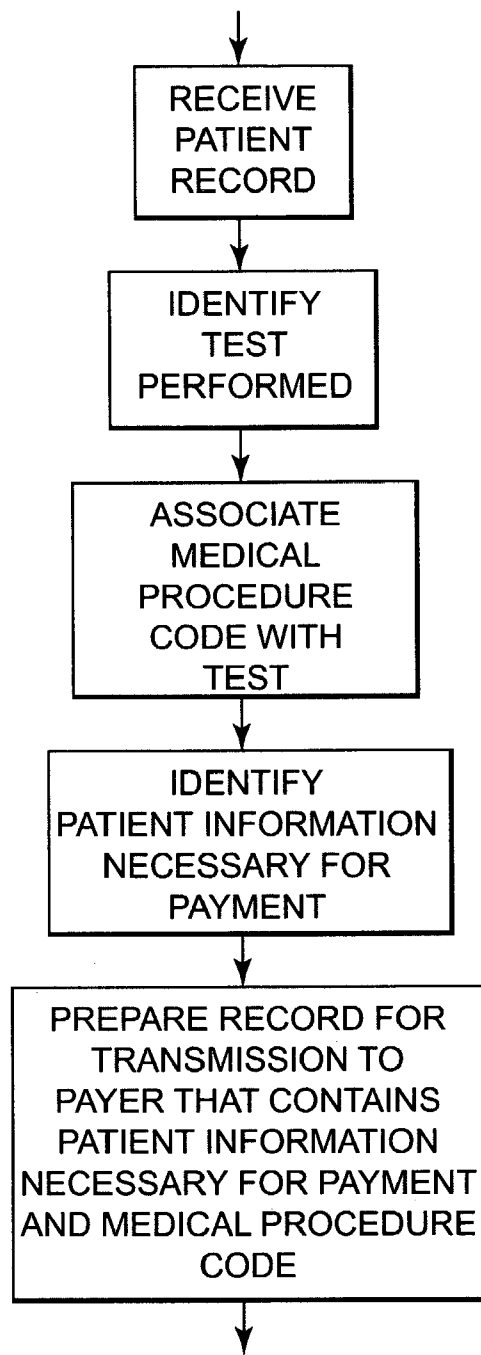 RECEIVE
PATIENT
RECORD
IDENTIFY
TEST
PERFORMED
ASSOCIATE
MEDICAL
PROCEDURE
CODE WITH
TEST
IDENTIFY
PATIENT INFORMATION
NECESSARY FOR
PAYMENT
PREPARE RECORD FOR
TRANSMISSION TO
PAYER THAT CONTAINS
PATIENT INFORMATION
NECESSARY FOR PAYMENT
AND MEDICAL PROCEDURE
CODE